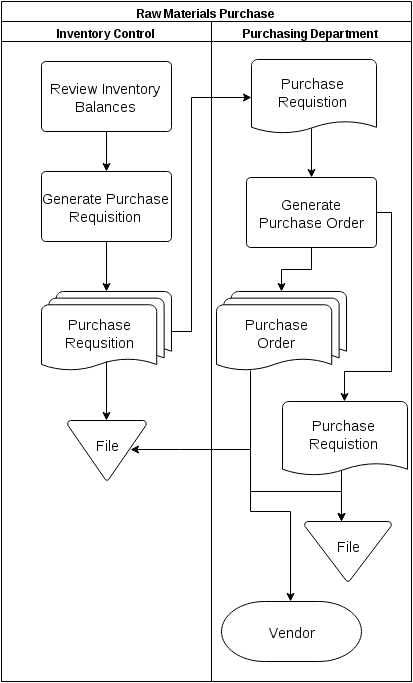 Raw Materials Purchase
Inventory Control
Purchasing Department
Review Inventory
Balances
Generate Purchase
Requisition
Purchase
Requsition
File
Purchase
Requistion
Generate
Purchase Order
Purchase
Order
Purchase
Requistion
File
Vendor